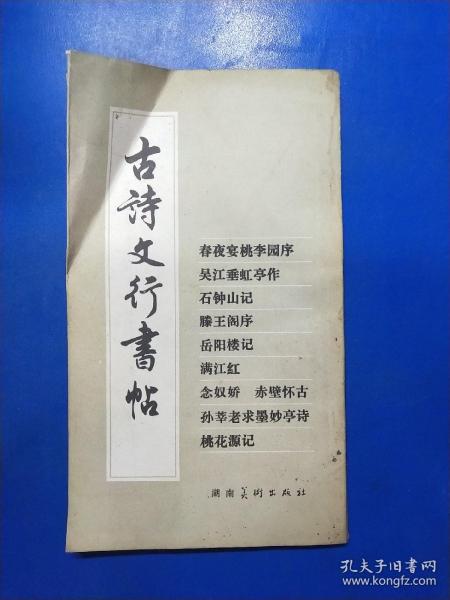 古詩文行書帖
春夜宴桃李园序
吴江垂虹亭作
石钟山记
滕王阁序
岳阳楼记
满江红
念奴娇 赤壁怀古
孙莘老求墨妙亭诗
桃花源记
湖南美術出版社
孔夫子旧书网
www.kongfz.com